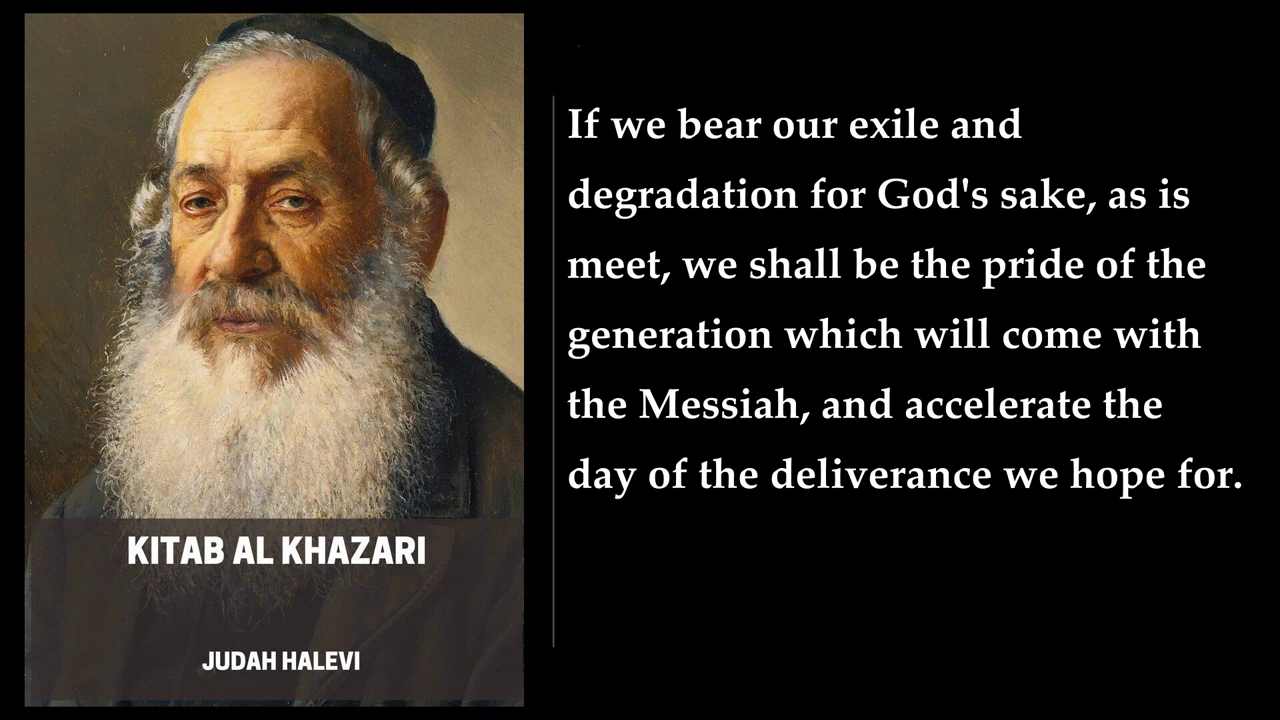 KITAB AL KHAZARI
JUDAH HALEVI
If we bear our exile and
degradation for God's sake, as is
meet, we shall be the pride of the
generation which will come with
the Messiah, and accelerate the
day of the deliverance we hope for.